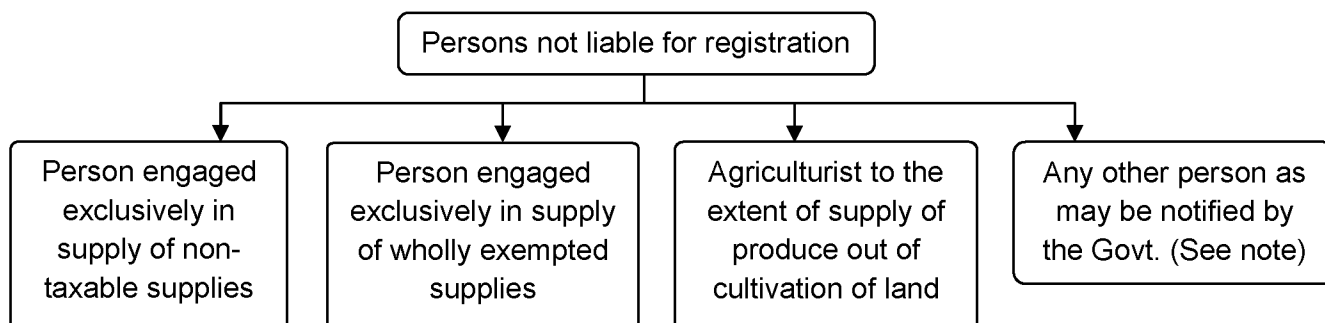 Persons not liable for registration
Person engaged
exclusively in
supply of non-
taxable supplies
Person engaged
exclusively in supply
of wholly exempted
supplies
Agriculturist to the
extent of supply of
produce out of
cultivation of land
Any other person as
may be notified by
the Govt. (See note)